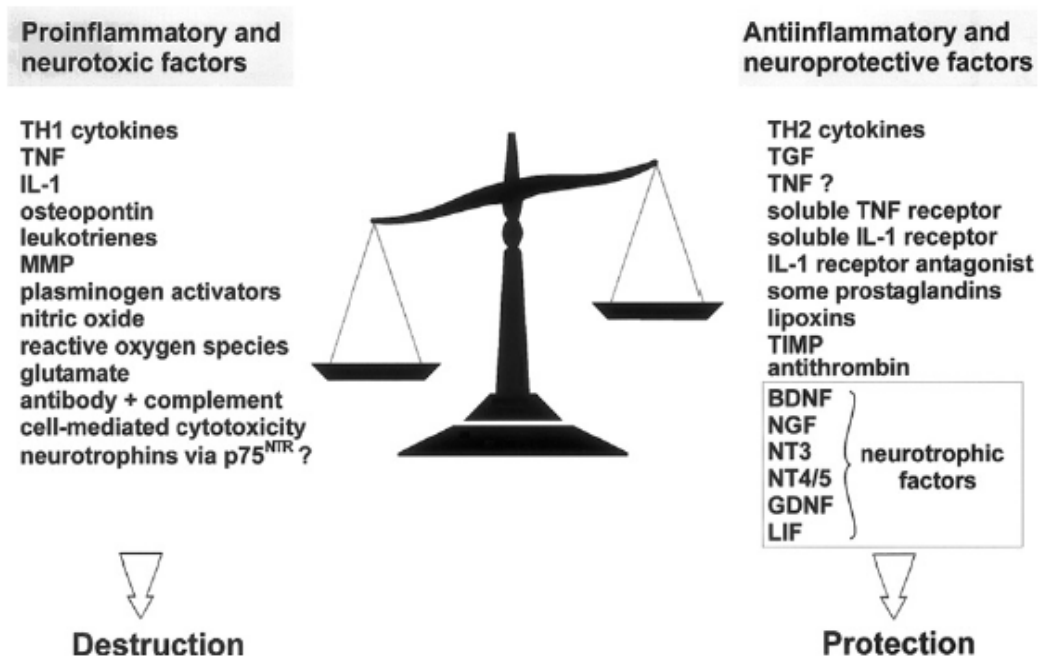 Proinflammatory and
neurotoxic factors
TH1 cytokines
TNF
IL-1
osteopontin
leukotrienes
MMP
plasminogen activators
nitric oxide
reactive oxygen species
glutamate
antibody + complement
cell-mediated cytotoxicity
neurotrophins via p75NTR ?
Destruction
Antiinflammatory and
neuroprotective factors
TH2 cytokines
TGF
TNF ?
soluble TNF receptor
soluble IL-1 receptor
IL-1 receptor antagonist
some prostaglandins
lipoxins
TIMP
antithrombin
BDNF
NGF
NT3
NT4/5
GDNF
LIF
neurotrophic
factors
Protection